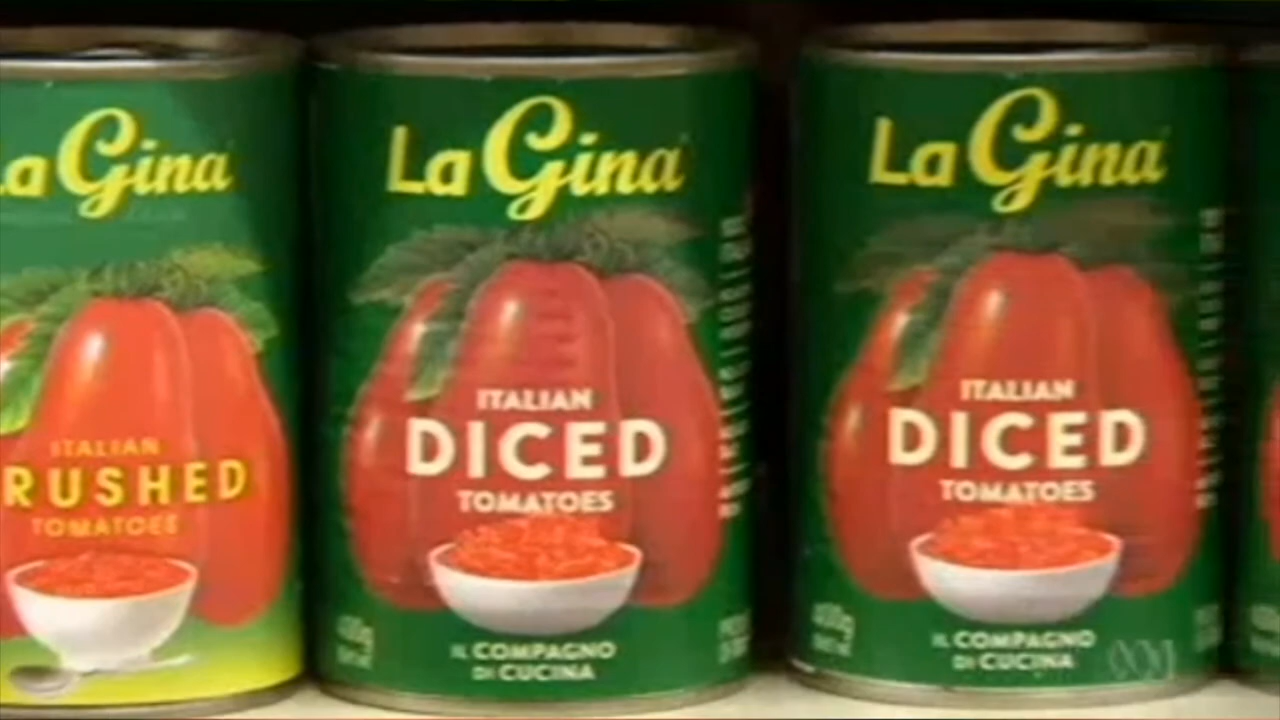 La Gina
ITALIAN
RUSHED
TOMATOES
La Gina
ITALIAN
DICED
TOMATOES
400g
IL COMPAGNO
DI CUCINA
La Gina
ITALIAN
DICED
TOMATOES
400g
IL COMPAGNO
DI CUCINA